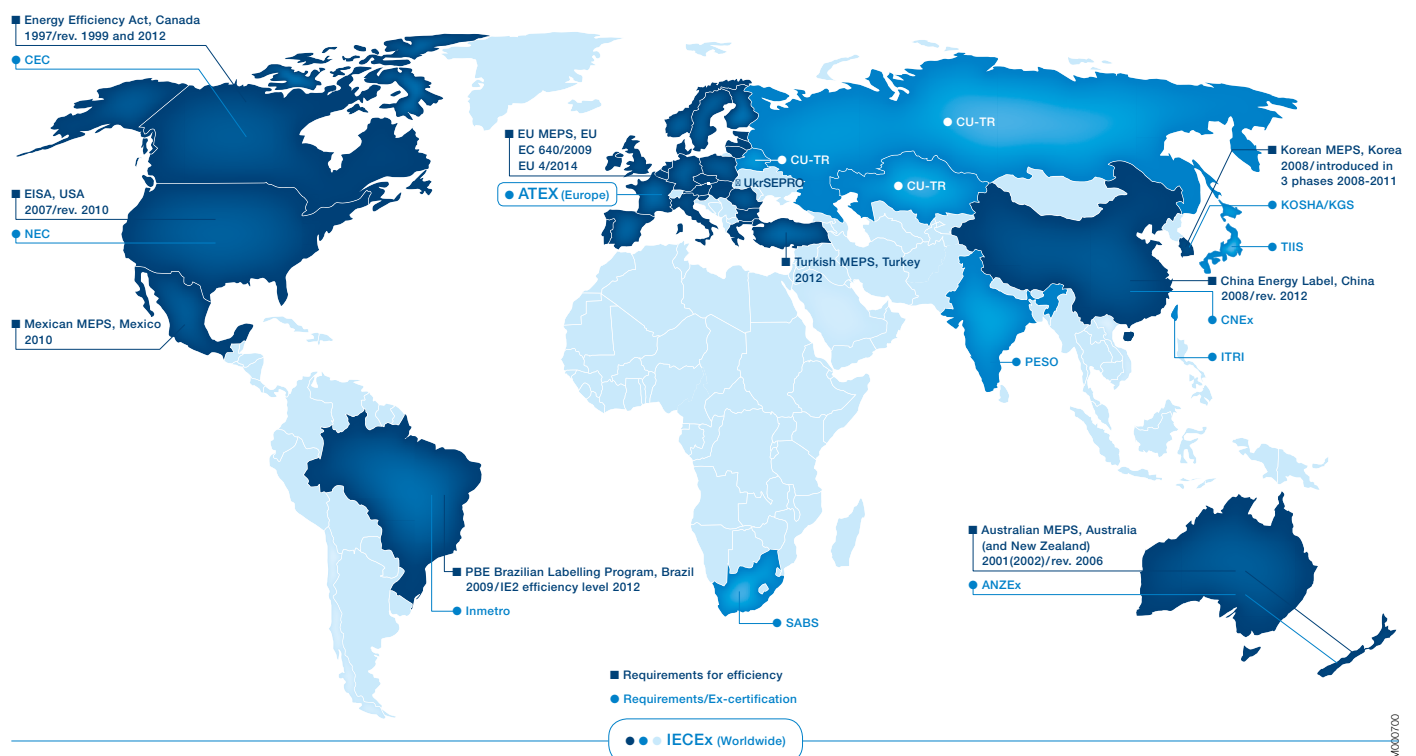 Energy Efficiency Act, Canada
1997/rev. 1999 and 2012
CEC
EISA, USA
2007/rev. 2010
NEC
Mexican MEPS, Mexico
2010
EU MEPS, EU
EC 640/2009
EU 4/2014
ATEX (Europe)
CU-TR
CU-TR
CU-TR
UkrSEPRO
Turkish MEPS, Turkey
2012
Korean MEPS, Korea
2008/introduced in
3 phases 2008-2011
KOSHA/KGS
TIIS
China Energy Label, China
2008/rev. 2012
CNEx
ITRI
PESO
PBE Brazilian Labelling Program, Brazil
2009/IE2 efficiency level 2012
Inmetro
SABS
Australian MEPS, Australia
(and New Zealand)
2001(2002)/rev. 2006
ANZEx
Requirements for efficiency
Requirements/Ex-certification
IECEx (Worldwide)
M000700